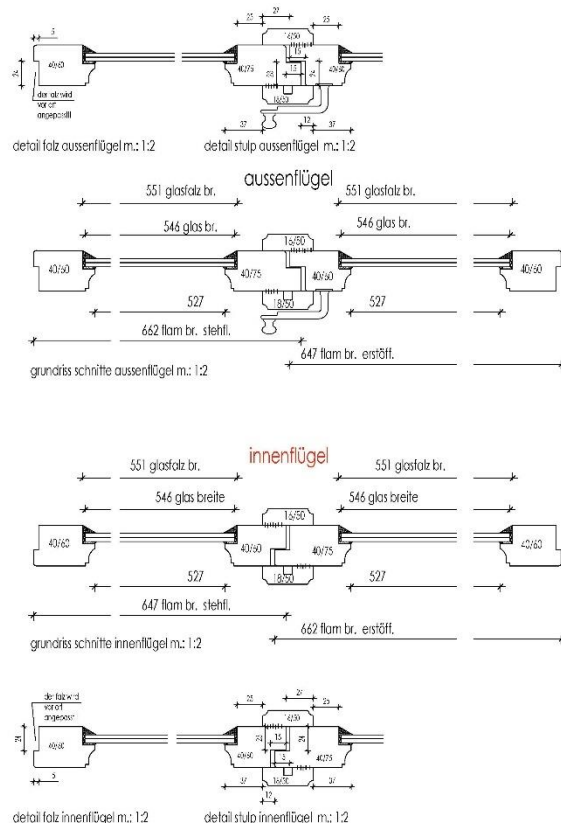 5
24
40/60
der falz wird
vor ort
angepasstl
detail falz aussenflügel m.: 1:2
25
27
25
16/50
15
40/75
28
15
24
40/60
18/50
12
37
37
detail stulp aussenflügel m.: 1:2
aussenflügel
551 glasfalz br.
551 glasfalz br.
546 glas br.
546 glas br.
16/50
40/60
40/75
40/60
40/60
18/50
527
527
662 flam br. stehfl.
647 flam br. erstöff.
grundriss schnitte aussenflügel m.: 1:2
innenflügel
551 glasfalz br.
551 glasfalz br.
546 glas breite
546 glas breite
16/50
40/60
40/60
40/75
40/60
18/50
527
527
647 flam br. stehfl.
662 flam br. erstöff.
grundriss schnitte innenflügel m.: 1:2
der falz wird
vor ort
angepasst
24
40/60
5
detail falz innenflügel m.: 1:2
25
24
25
16/50
15
24
40/60
40/75
37
16/50
37
12
detail stulp innenflügel m.: 1:2